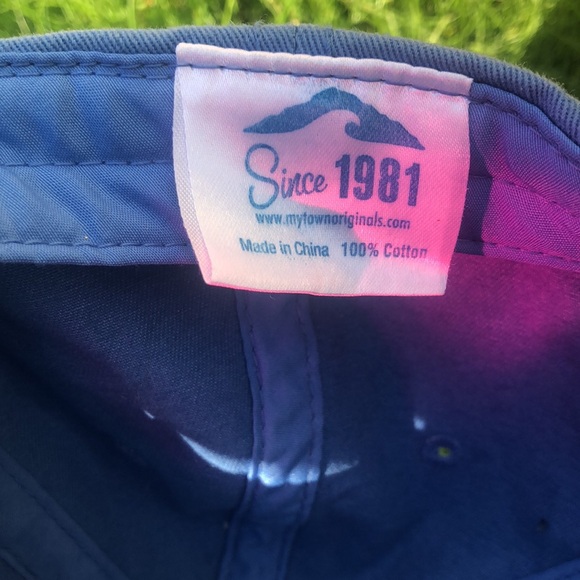 Since 1981
www.mytownoriginals.com
Made in China 100% Cotton